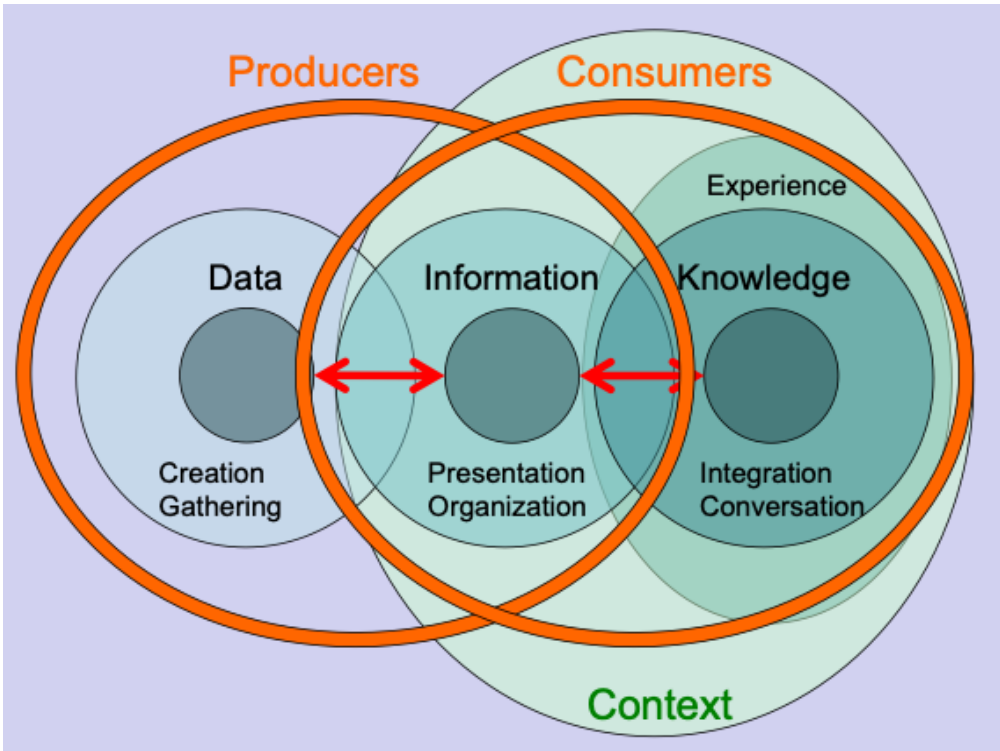 Producers
Consumers
Experience
Data
Information
Knowledge
Creation
Gathering
Presentation
Organization
Integration
Conversation
Context